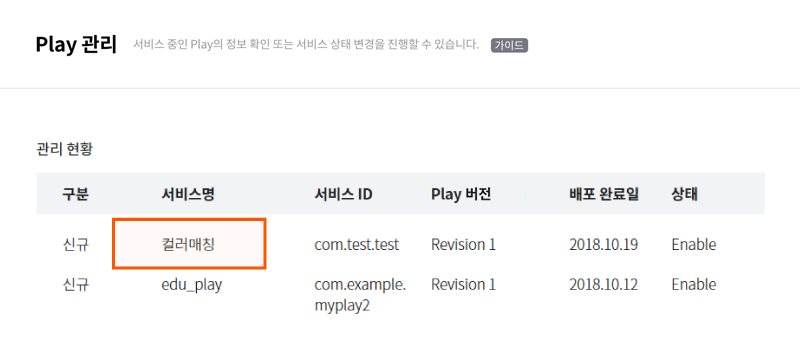 Play 관리 서비스 중인 Play의 정보 확인 또는 서비스 상태 변경을 진행할 수 있습니다. 가이드
관리 현황
구분 서비스명 서비스 ID Play 버전 배포 완료일 상태
신규 컬러매칭 com.test.test Revision 1 2018.10.19 Enable
신규 edu_play com.example. Revision 1 2018.10.12 Enable
myplay2